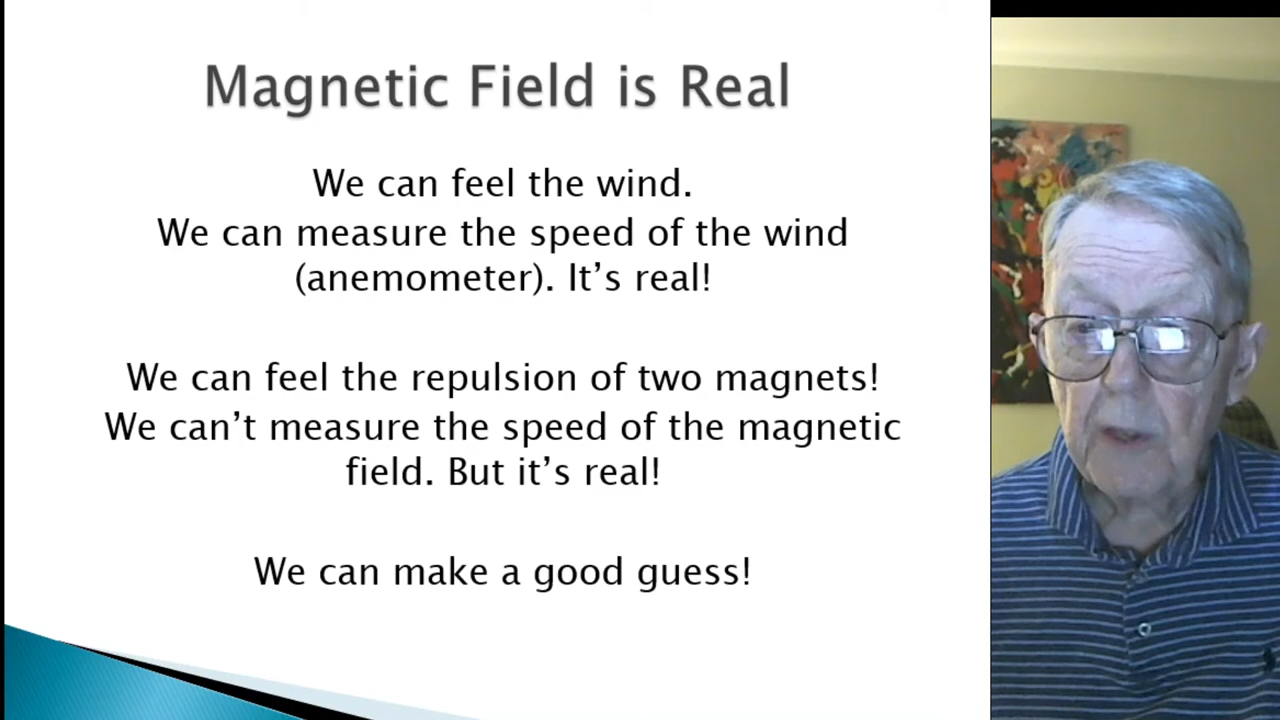 Magnetic Field is Real
We can feel the wind.
We can measure the speed of the wind
(anemometer). It’s real!
We can feel the repulsion of two magnets!
We can’t measure the speed of the magnetic
field. But it’s real!
We can make a good guess!